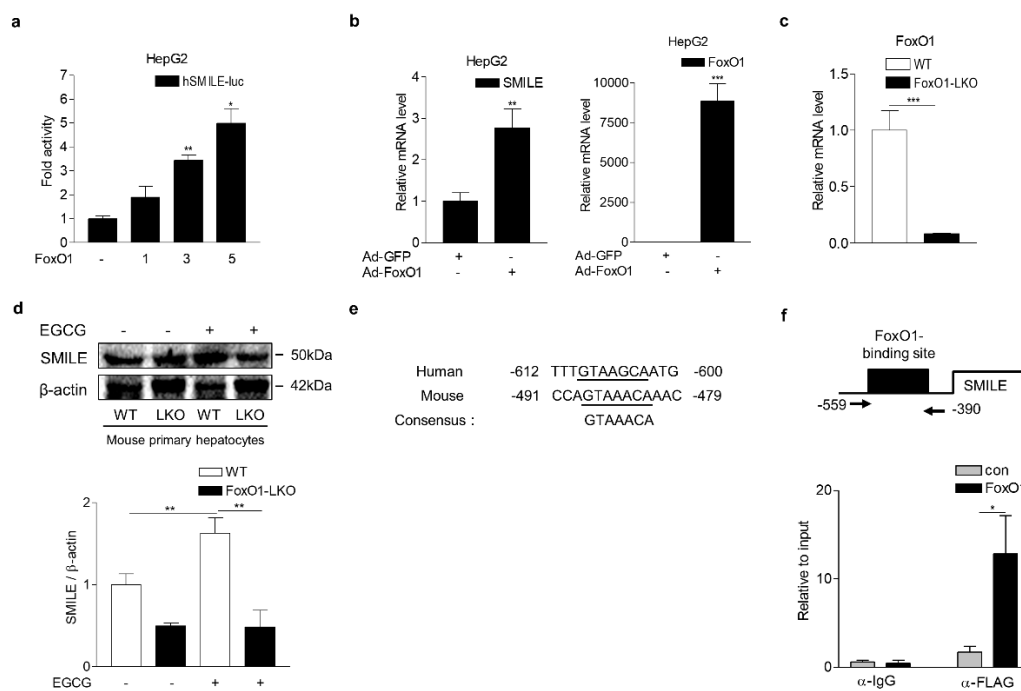 a
HepG2
hSMILE-luc
Fold activity
7
6
5
4
3
2
1
0
**
*
FoxO1 - 1 3 5
b
HepG2
SMILE
Relative mRNA level
4
3
2
1
0
**
Ad-GFP + -
Ad-FoxO1 - +
HepG2
FoxO1
Relative mRNA level
10000
7500
5000
2500
0
***
Ad-GFP + -
Ad-FoxO1 - +
c
FoxO1
WT
FoxO1-LKO
Relative mRNA level
1.5
1.0
0.5
0.0
***
d
EGCG - - + +
SMILE 50kDa
β-actin 42kDa
WT LKO WT LKO
Mouse primary hepatocytes
WT
FoxO1-LKO
SMILE / β-actin
2
1
0
** **
EGCG - - + +
e
Human -612 TTTGTAAGCAATG -600
Mouse -491 CCAGTAAACAAAC -479
Consensus : GTAAACA
f
FoxO1-
binding site
SMILE
-559
-390
con
FoxO1
Relative to input
20
10
0
*
α-IgG α-FLAG